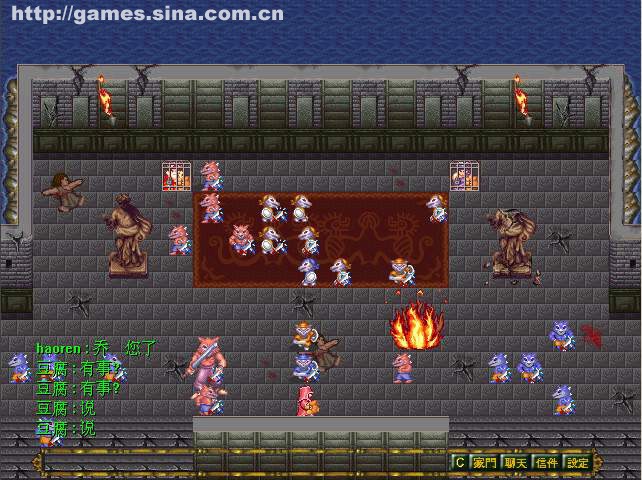 http://games.sina.com.cn
haoren:乔 您了
豆腐:有事?
豆腐:有事?
豆腐:说
豆腐:说
C 家門 聊天 信件 設定